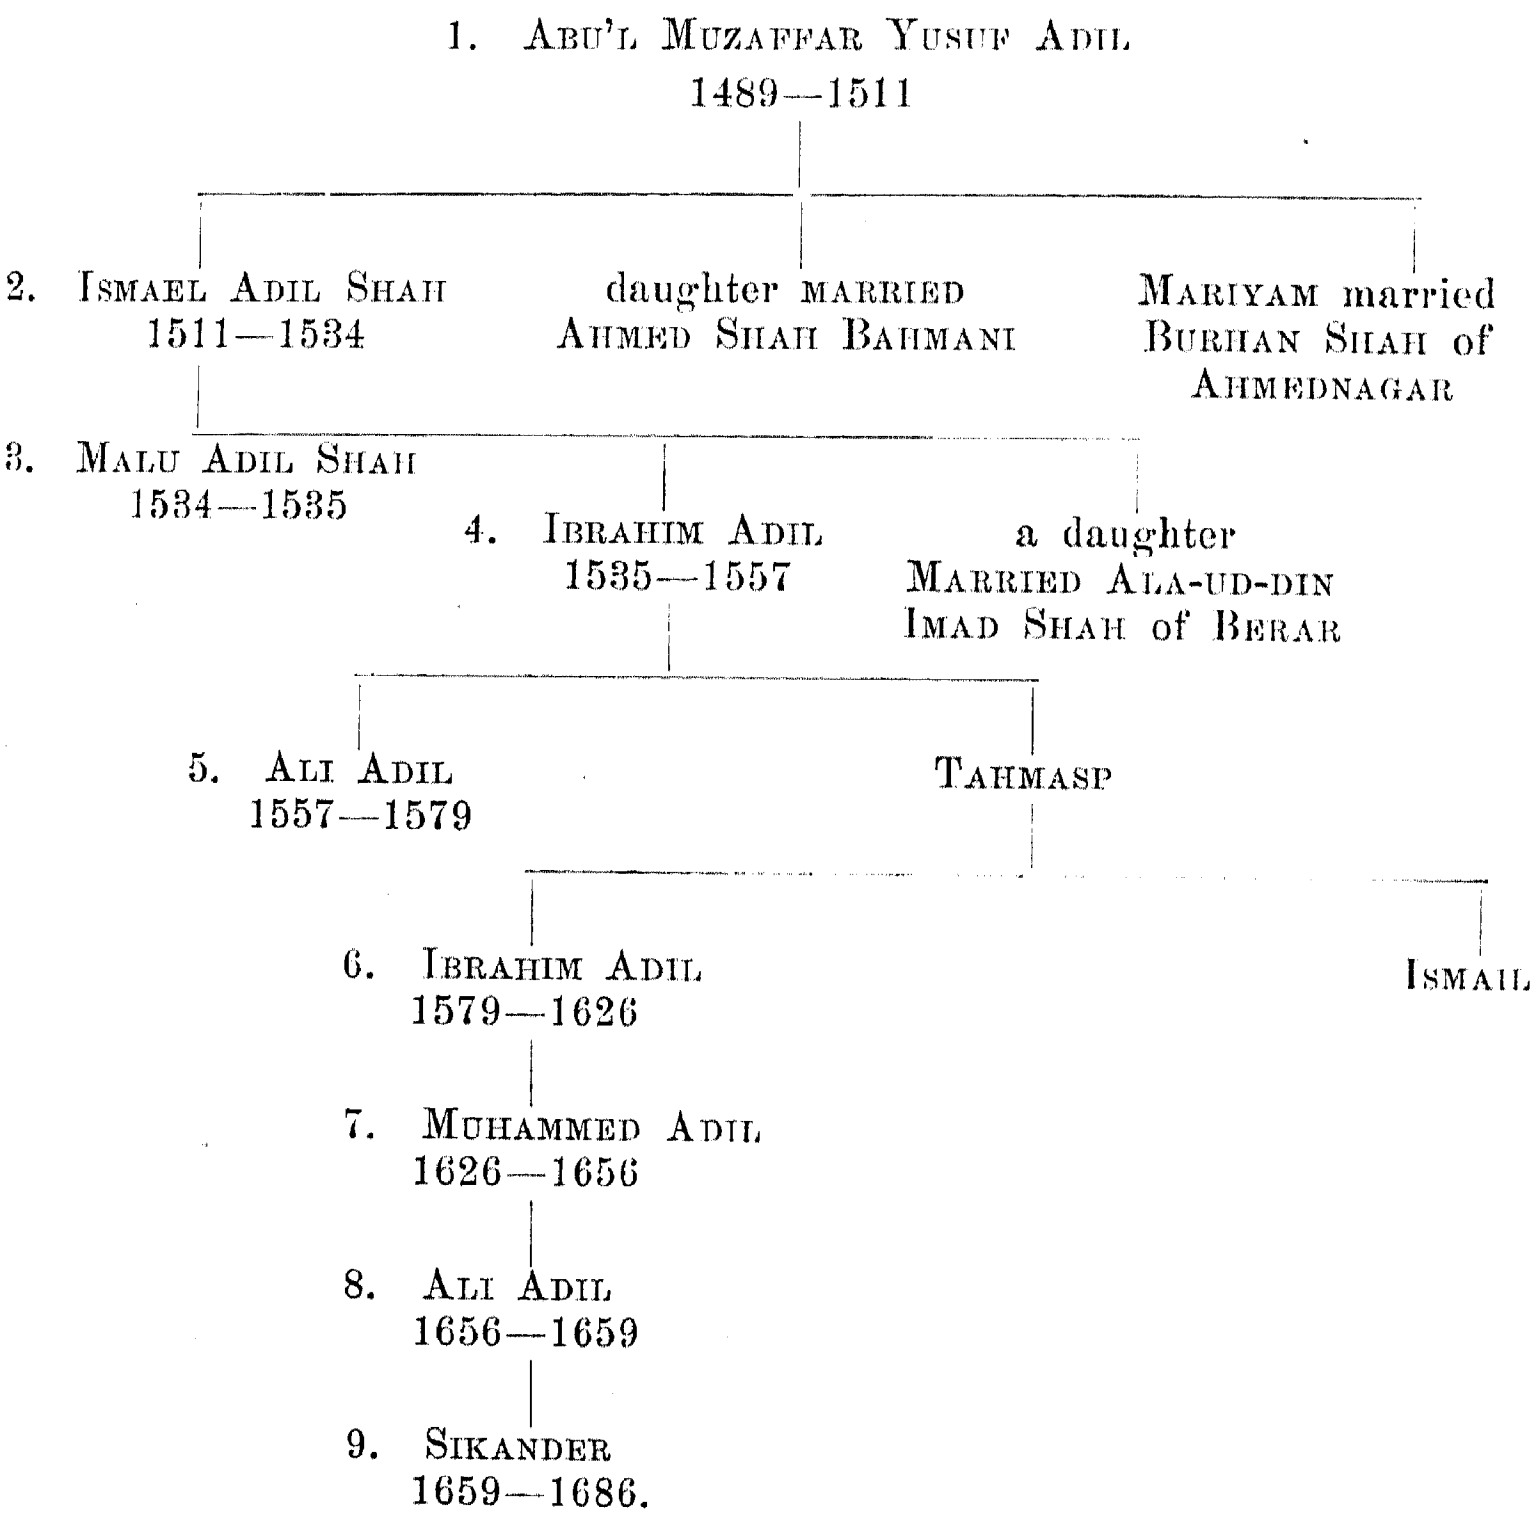 1. ABU'L MUZAFFAR YUSUF ADIL
1489—1511
2. ISMAEL ADIL SHAH
1511—1534
daughter MARRIED
AHMED SHAH BAHMANI
MARIYAM married
BURHAN SHAH of
AHMEDNAGAR
3. MALU ADIL SHAH
1534—1535
4. IBRAHIM ADIL
1535—1557
a daughter
MARRIED ALA-UD-DIN
IMAD SHAH of BERAR
5. ALI ADIL
1557—1579
TAHMASP
6. IBRAHIM ADIL
1579—1626
ISMAIL
7. MUHAMMED ADIL
1626—1656
8. ALI ADIL
1656—1659
9. SIKANDER
1659—1686.